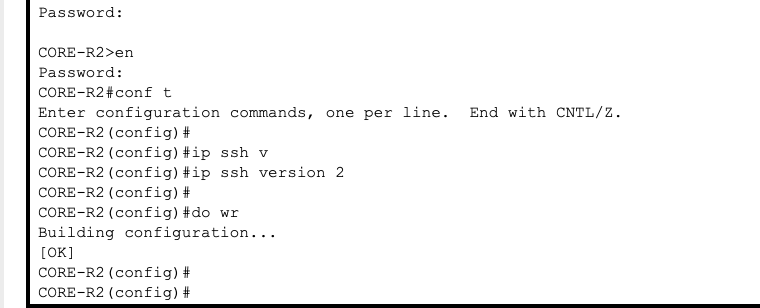 Password:
CORE-R2>en
Password:
CORE-R2#conf t
Enter configuration commands, one per line.  End with CNTL/Z.
CORE-R2(config)#
CORE-R2(config)#ip ssh v
CORE-R2(config)#ip ssh version 2
CORE-R2(config)#
CORE-R2(config)#do wr
Building configuration...
[OK]
CORE-R2(config)#
CORE-R2(config)#